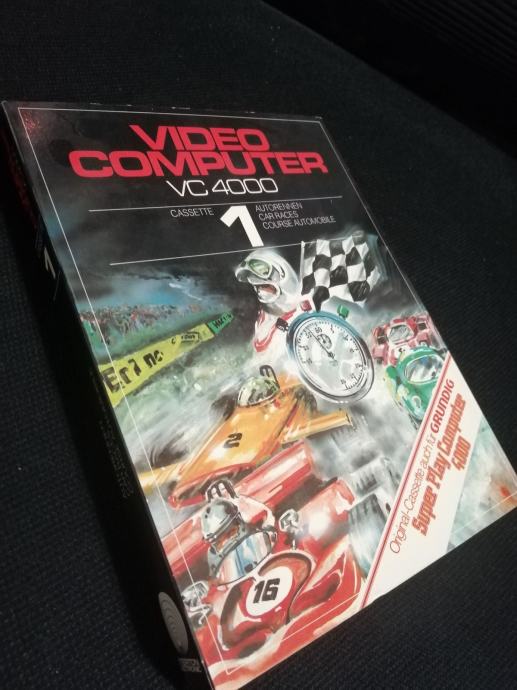 VIDEO
COMPUTER
VC 4000
CASSETTE
1
AUTORENNEN
CAR RACES
COURSE AUTOMOBILE
2
16
Original-Cassette auch für GRUNDIG
Super Play Computer
4000
1